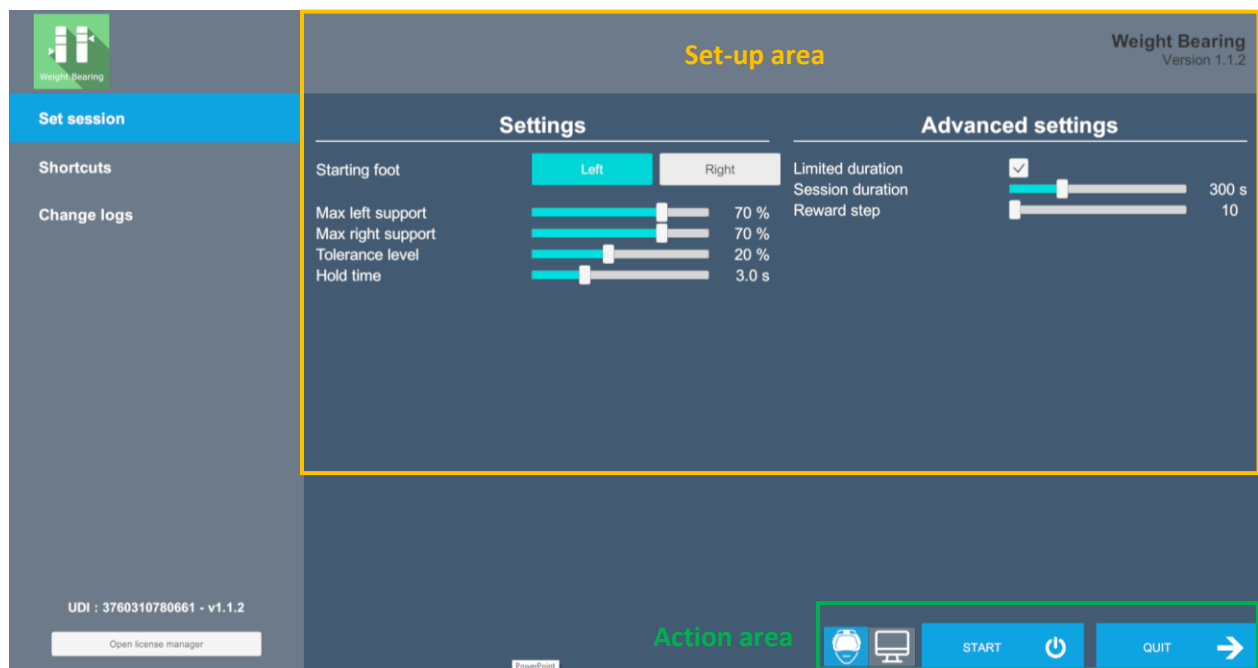 Weight Bearing
Set-up area
Weight Bearing
Version 1.1.2
Set session
Shortcuts
Change logs
Settings
Starting foot Left Right
Max left support 70 %
Max right support 70 %
Tolerance level 20 %
Hold time 3.0 s
Advanced settings
Limited duration
Session duration 300 s
Reward step 10
UDI : 3760310780661 - v1.1.2
Open license manager
Action area
START
QUIT
PowerPoint